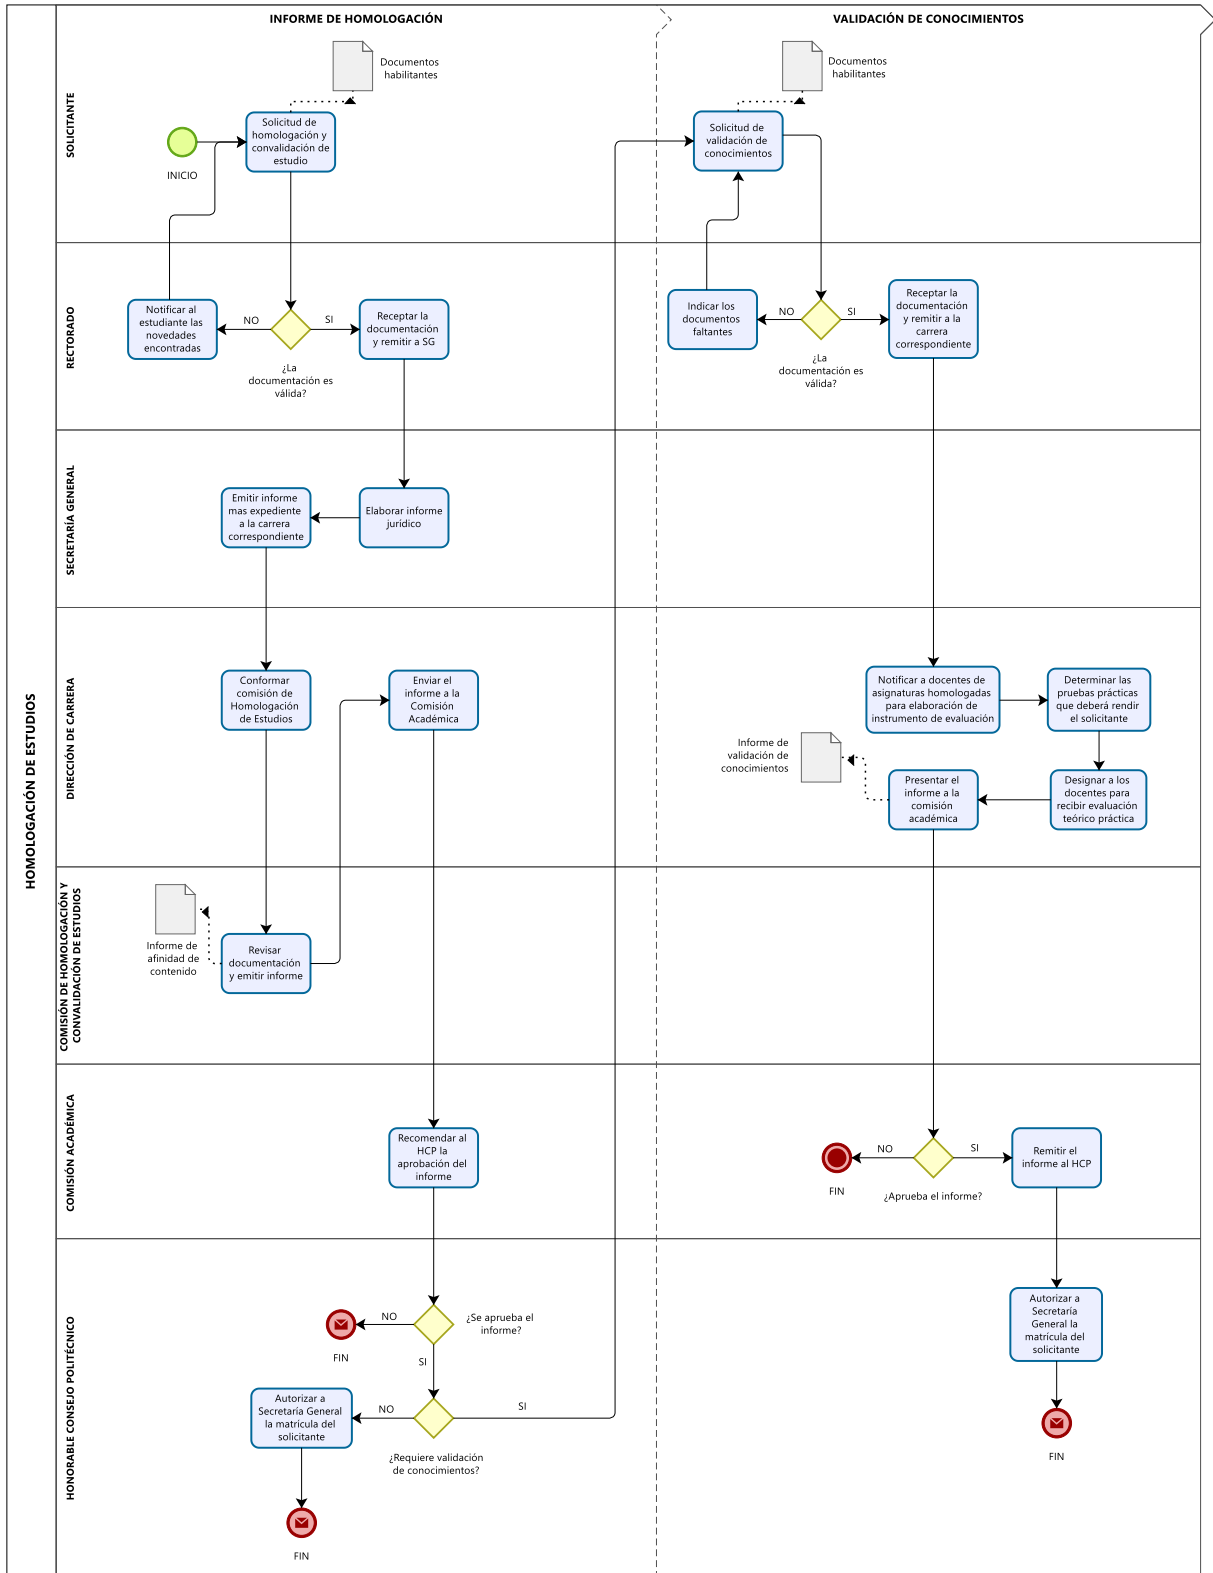 INFORME DE HOMOLOGACIÓN
VALIDACIÓN DE CONOCIMIENTOS
HOMOLOGACIÓN DE ESTUDIOS
SOLICITANTE
Documentos
habilitantes
Solicitud de
homologación y
convalidación de
estudio
INICIO
Documentos
habilitantes
Solicitud de
validación de
conocimientos
RECTORADO
Notificar al
estudiante las
novedades
encontradas
NO
SI
¿La
documentación es
válida?
Receptar la
documentación
y remitir a SG
Indicar los
documentos
faltantes
NO
SI
¿La
documentación es
válida?
Receptar la
documentación
y remitir a la
carrera
correspondiente
SECRETARÍA GENERAL
Emitir informe
mas expediente
a la carrera
correspondiente
Elaborar informe
jurídico
DIRECCIÓN DE CARRERA
Conformar
comisión de
Homologación
de Estudios
Enviar el
informe a la
Comisión
Académica
Notificar a docentes de
asignaturas homologadas
para elaboración de
instrumento de evaluación
Determinar las
pruebas prácticas
que deberá rendir
el solicitante
Informe de
validación de
conocimientos
Presentar el
informe a la
comisión
académica
Designar a los
docentes para
recibir evaluación
teórico práctica
COMISIÓN DE HOMOLOGACIÓN Y
CONVALIDACIÓN DE ESTUDIOS
Informe de
afinidad de
contenido
Revisar
documentación
y emitir informe
COMISIÓN ACADÉMICA
Recomendar al
HCP la
aprobación del
informe
FIN
NO
SI
¿Aprueba el informe?
Remitir el
informe al HCP
HONORABLE CONSEJO POLITÉCNICO
FIN
NO
¿Se aprueba el
informe?
SI
Autorizar a
Secretaría General
la matrícula del
solicitante
NO
SI
¿Requiere validación
de conocimientos?
FIN
Autorizar a
Secretaría
General la
matrícula del
solicitante
FIN